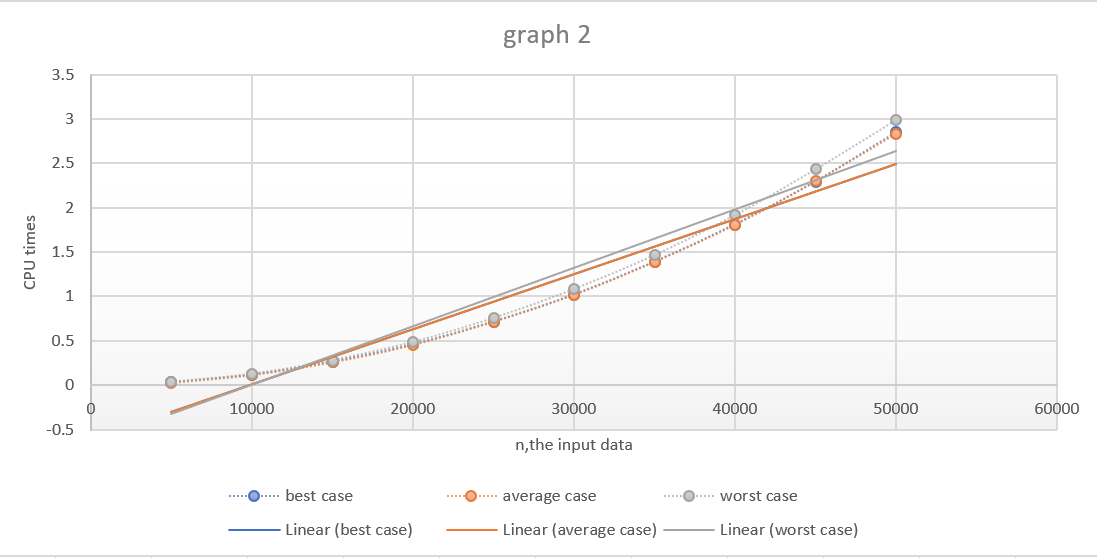 graph 2
3.5
3
2.5
2
1.5
1
0.5
0
-0.5
CPU ttimes
0 10000 20000 30000 40000 50000 60000
n,the input data
best case average case worst case
Linear (best case) Linear (average case) Linear (worst case)